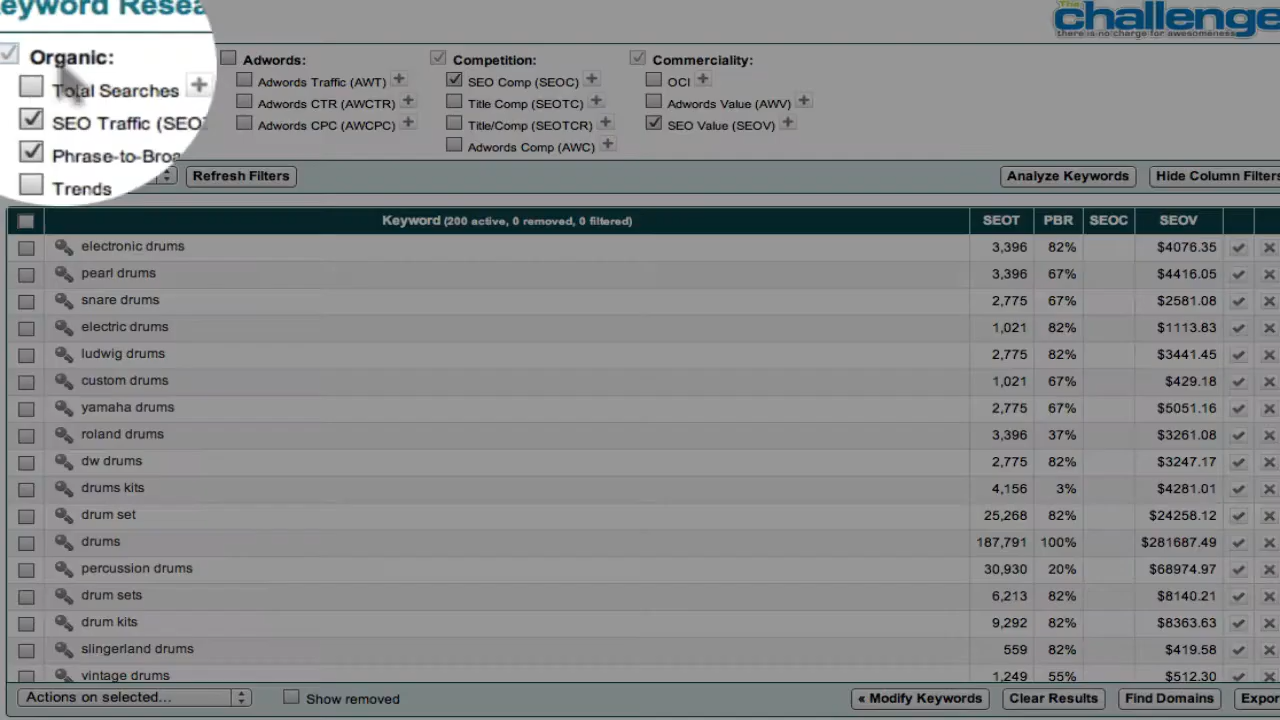 eyword Resea
The
challenge
there is no charge for awesomeness
Organic:
Total Searches
SEO Traffic (SEO
Phrase-to-Broa
Trends
Adwords:
Adwords Traffic (AWT)
Adwords CTR (AWCTR)
Adwords CPC (AWCPC)
Competition:
SEO Comp (SEOC)
Title Comp (SEOTC)
Title/Comp (SEOTCR)
Adwords Comp (AWC)
Commerciality:
OCI
Adwords Value (AWV)
SEO Value (SEOV)
Refresh Filters
Analyze Keywords
Hide Column Filters
Keyword (200 active, 0 removed, 0 filtered) SEOT PBR SEOC SEOV
electronic drums 3,396 82% $4076.35
pearl drums 3,396 67% $4416.05
snare drums 2,775 67% $2581.08
electric drums 1,021 82% $1113.83
ludwig drums 2,775 82% $3441.45
custom drums 1,021 67% $429.18
yamaha drums 2,775 67% $5051.16
roland drums 3,396 37% $3261.08
dw drums 2,775 82% $3247.17
drums kits 4,156 3% $4281.01
drum set 25,268 82% $24258.12
drums 187,791 100% $281687.49
percussion drums 30,930 20% $68974.97
drum sets 6,213 82% $8140.21
drum kits 9,292 82% $8363.63
slingerland drums 559 82% $419.58
vintage drums 1,249 55% $512.30
Actions on selected...
Show removed
« Modify Keywords
Clear Results
Find Domains
Expor